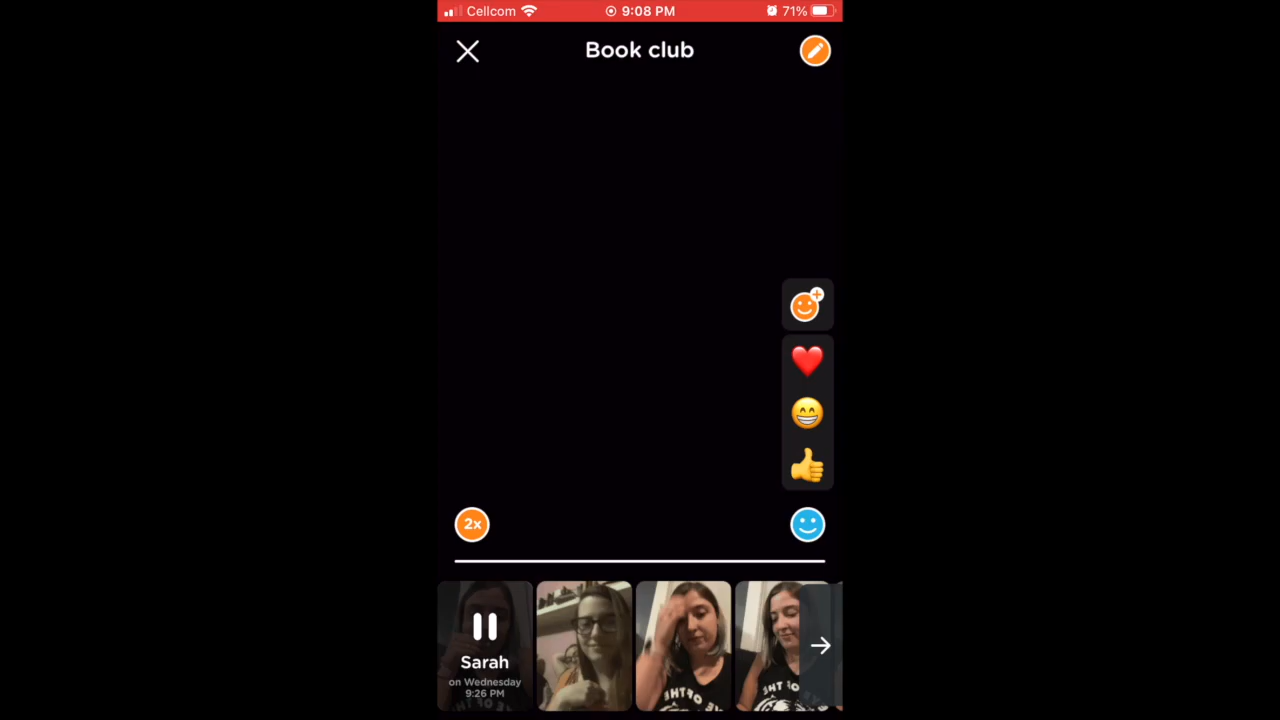 Cellcom 9:08 PM 71%
Book club
2x
Sarah
on Wednesday
9:26 PM